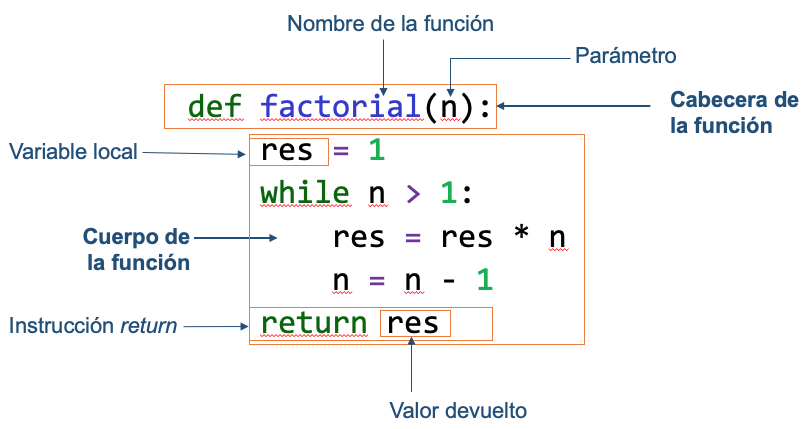 Nombre de la función
Parámetro
def factorial(n):
Cabecera de
la función
Variable local
res = 1
while n > 1:
res = res * n
Cuerpo de
la función
n = n - 1
Instrucción return
return res
Valor devuelto